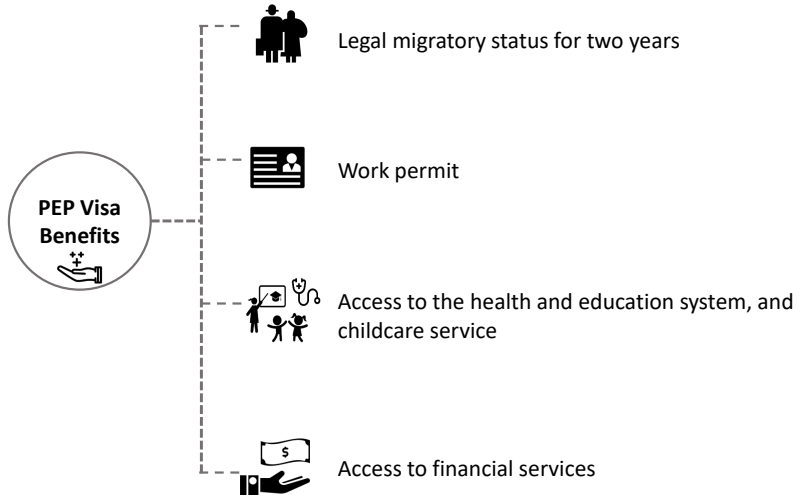 Legal migratory status for two years
Work permit
PEP Visa
Benefits
Access to the health and education system, and
childcare service
$
Access to financial services